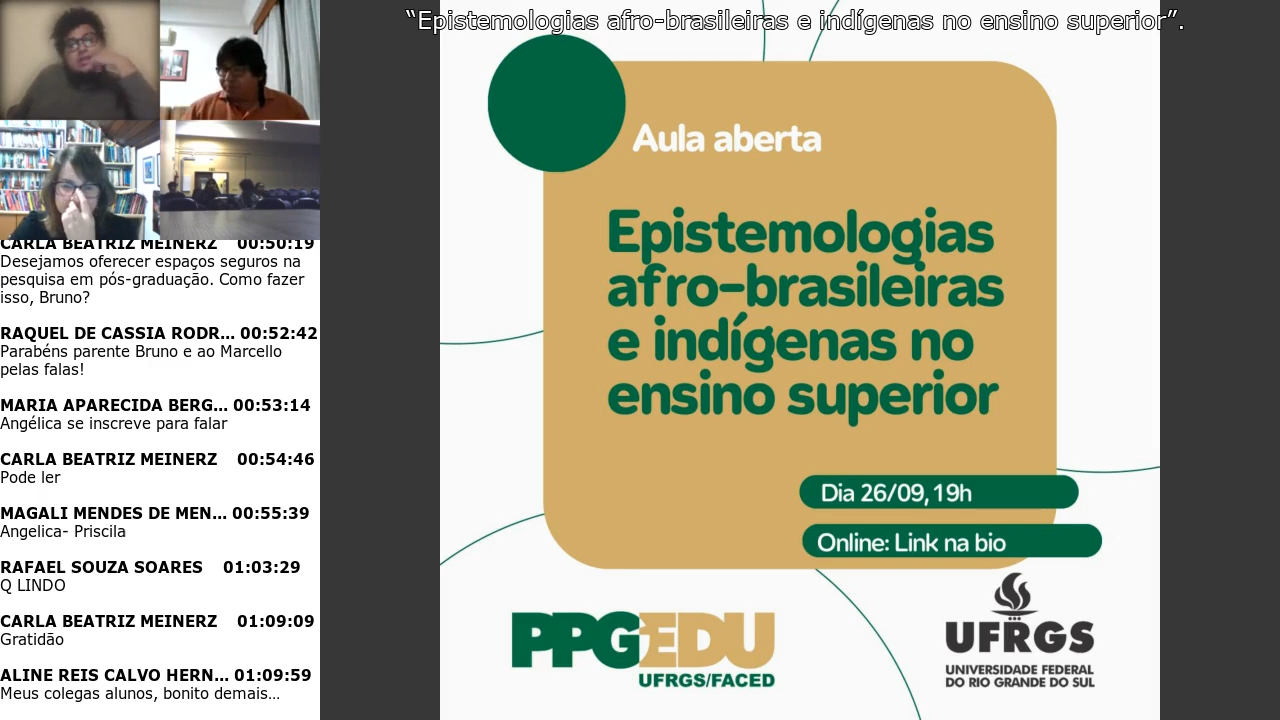 “Epistemologias afro-brasileiras e indígenas no ensino superior”.
CARLA BEATRIZ MEINERZ 00:50:19
Desejamos oferecer espaços seguros na
pesquisa em pós-graduação. Como fazer
isso, Bruno?
RAQUEL DE CASSIA RODR... 00:52:42
Parabéns parente Bruno e ao Marcello
pelas falas!
MARIA APARECIDA BERG... 00:53:14
Angélica se inscreve para falar
CARLA BEATRIZ MEINERZ 00:54:46
Pode ler
MAGALI MENDES DE MEN... 00:55:39
Angelica- Priscila
RAFAEL SOUZA SOARES 01:03:29
Q LINDO
CARLA BEATRIZ MEINERZ 01:09:09
Gratidão
ALINE REIS CALVO HERN... 01:09:59
Meus colegas alunos, bonito demais...
Aula aberta
Epistemologias
afro-brasileiras
e indígenas no
ensino superior
Dia 26/09, 19h
Online: Link na bio
PPGEDU
UFRGS/FACED
UFRGS
UNIVERSIDADE FEDERAL
DO RIO GRANDE DO SUL